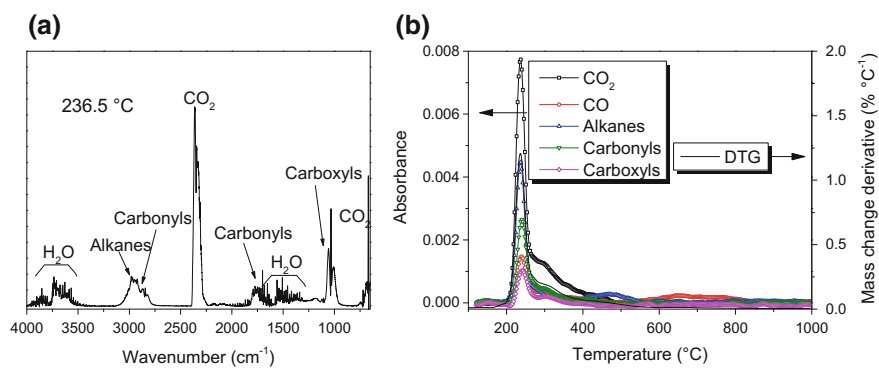 (a)
236.5 °C
CO2
Carboxyls
CO2
Carbonyls
Alkanes
Carbonyls
H2O
H2O
4000 3500 3000 2500 2000 1500 1000
Wavenumber (cm-1)
(b)
0.008
0.006
0.004
0.002
0.000
Absorbance
CO2
CO
Alkanes
Carbonyls
Carboxyls
DTG
2.0
1.5
1.0
0.5
0.0
Mass change derivative (% °C-1)
200 400 600 800 1000
Temperature (°C)